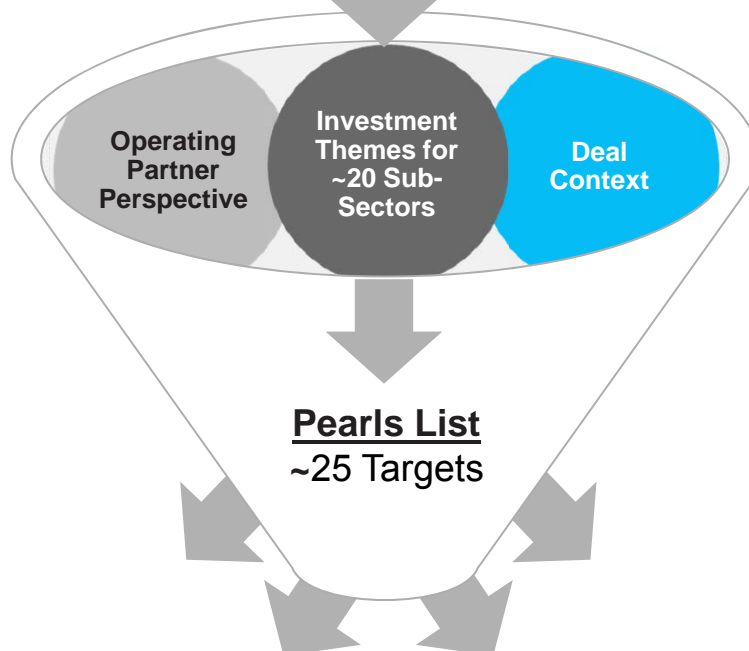 Operating
Partner
Perspective
Investment
Themes for
~20 Sub-
Sectors
Deal
Context
Pearls List
~25 Targets